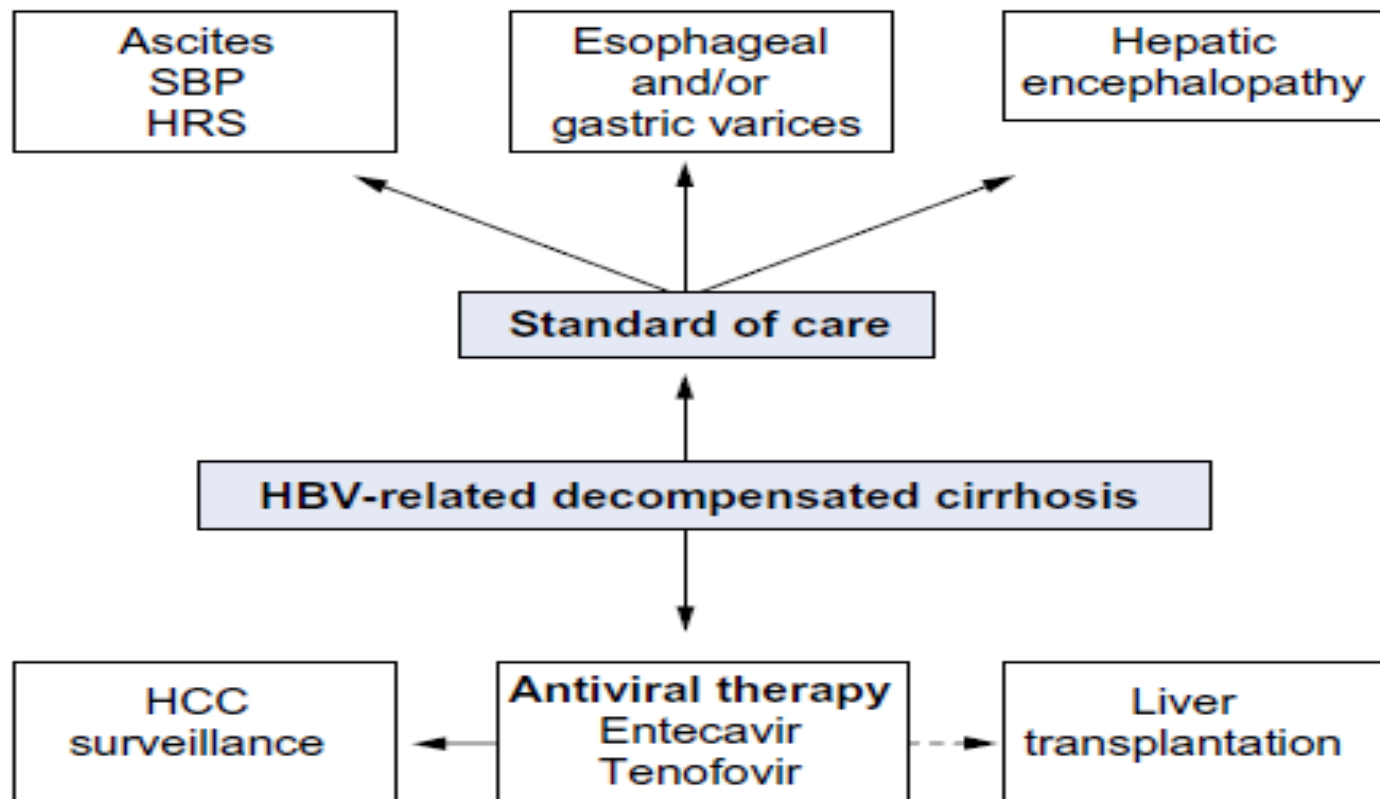 Ascites
SBP
HRS
Esophageal
and/or
gastric varices
Hepatic
encephalopathy
Standard of care
HBV-related decompensated cirrhosis
HCC
surveillance
Antiviral therapy
Entecavir
Tenofovir
Liver
transplantation